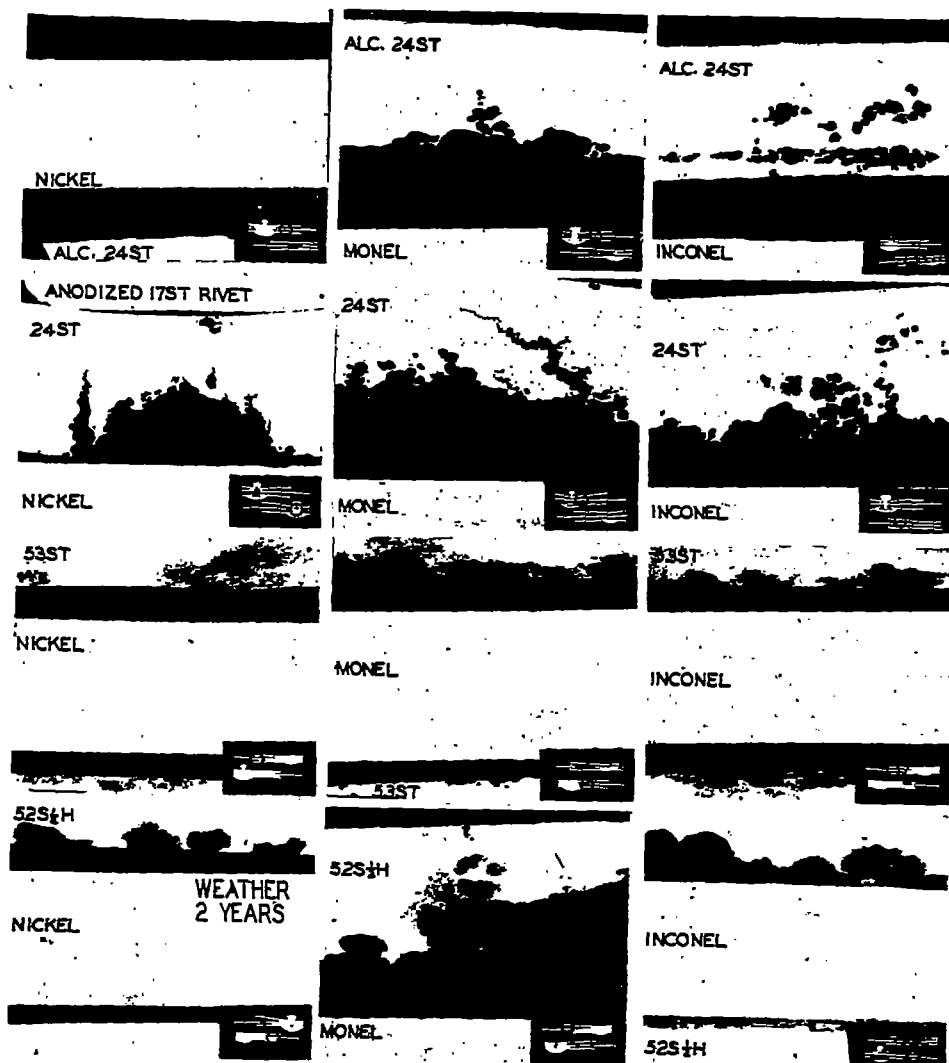 NICKEL
ALC. 24ST
ALC. 24ST
MONEL
ALC. 24ST
INCONEL
ANODIZED 17ST RIVET
24ST
NICKEL
24ST
MONEL
24ST
INCONEL
53ST
NICKEL
MONEL
53ST
53ST
INCONEL
52S½H
WEATHER
2 YEARS
NICKEL
52S½H
MONEL
INCONEL
52S½H